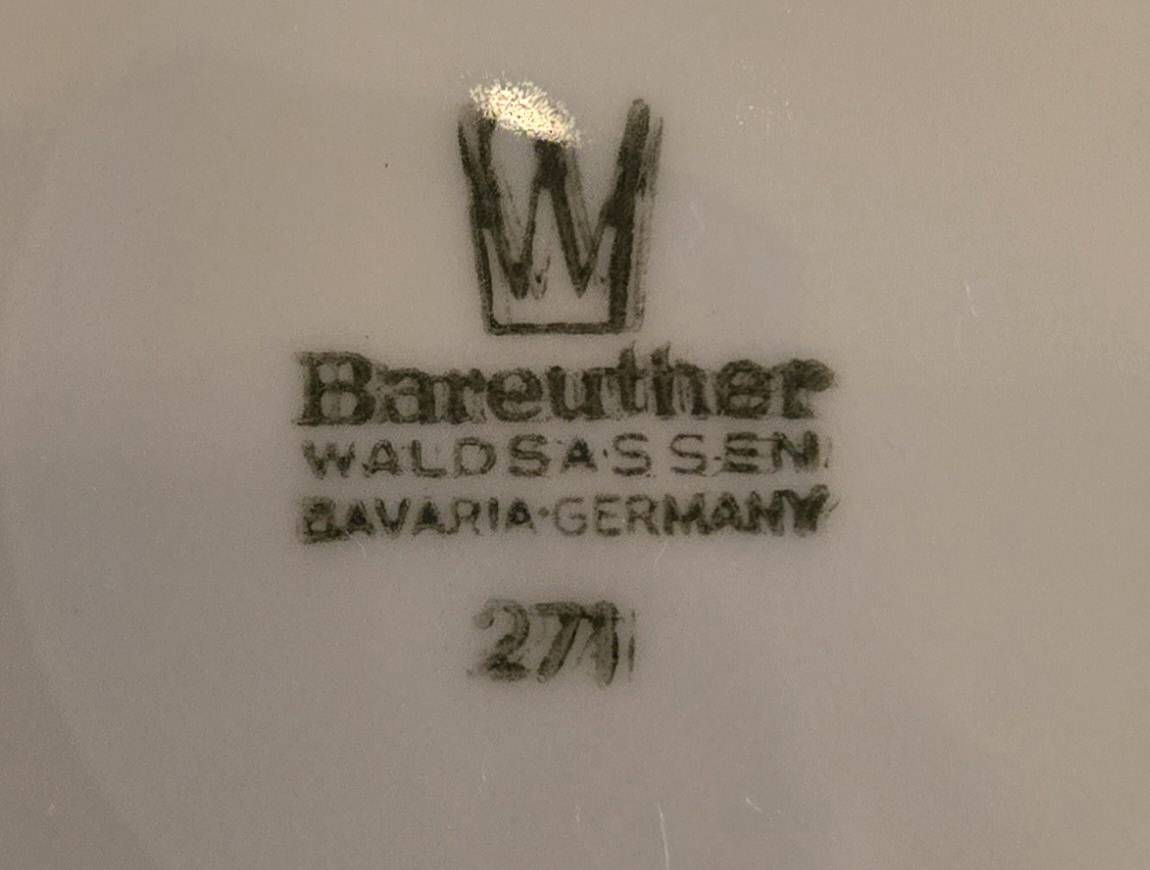 W
Bareuther
WALDSASSEN
BAVARIA·GERMANY
271